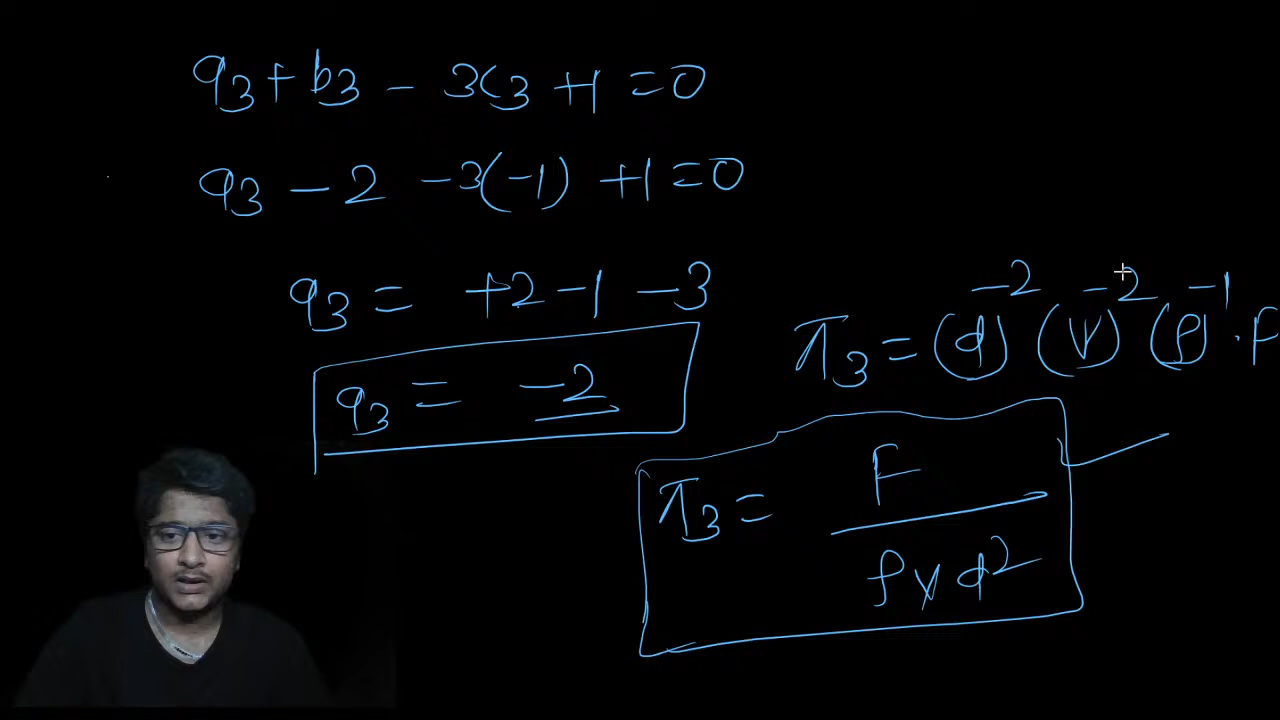 a3 + b3 - 3c3 + 1 = 0
a3 - 2 - 3(-1) + 1 = 0
a3 = +2 - 1 - 3
a3 = -2
π3 = (d)^-2 (V)^-2 (ρ)^-1 . F
π3 = F / ρ V d^2